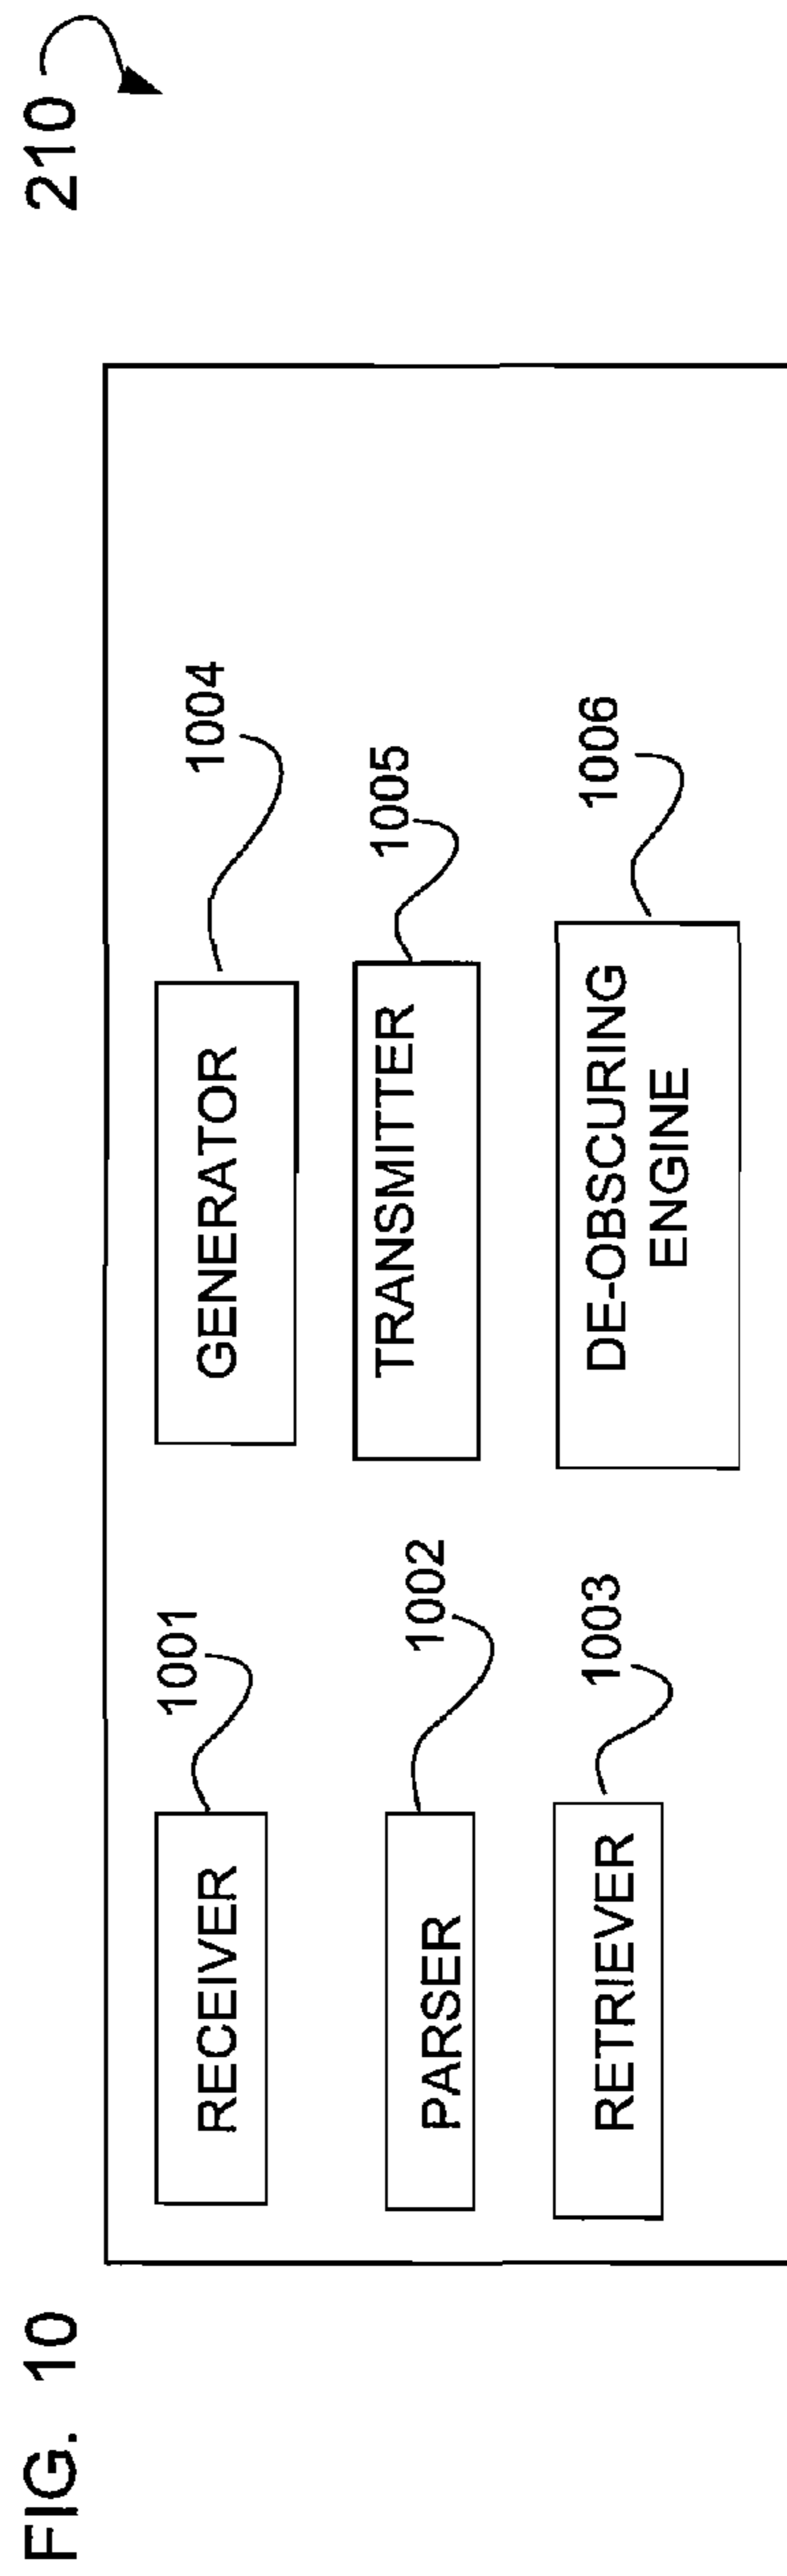 FIG. 10
210
RECEIVER
1001
GENERATOR
1004
PARSER
1002
TRANSMITTER
1005
RETRIEVER
1003
DE-OBSCURING
ENGINE
1006